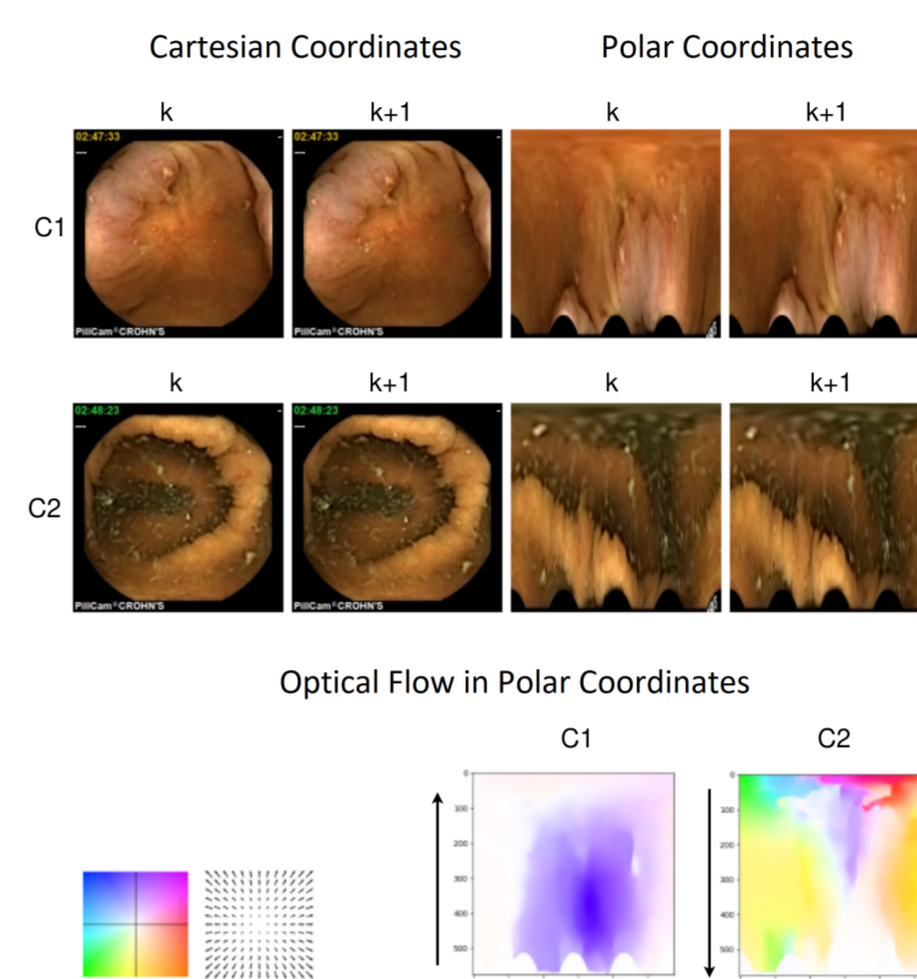 Cartesian Coordinates Polar Coordinates
k k+1 k k+1
C1
02:47:33 02:47:33
PillCam® CROHN'S PillCam® CROHN'S
k k+1 k k+1
C2
02:48:23 02:48:23
PillCam® CROHN'S PillCam® CROHN'S
Optical Flow in Polar Coordinates
C1 C2
0 0
100 100
200 200
300 300
400 400
500 500